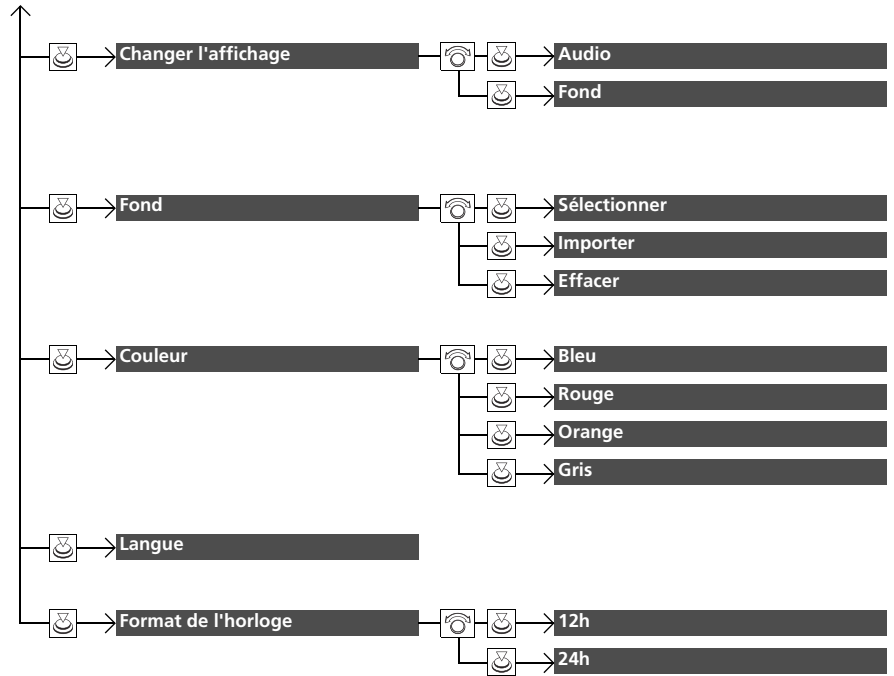 Changer l'affichage
Audio
Fond
Fond
Sélectionner
Importer
Effacer
Couleur
Bleu
Rouge
Orange
Gris
Langue
Format de l'horloge
12h
24h